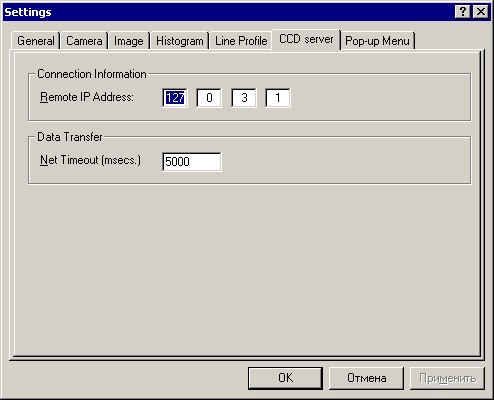 Settings
General Camera Image Histogram Line Profile CCD server Pop-up Menu
Connection Information
Remote IP Address: 127 0 3 1
Data Transfer
Net Timeout (msecs.) 5000
OK Отмена Применить